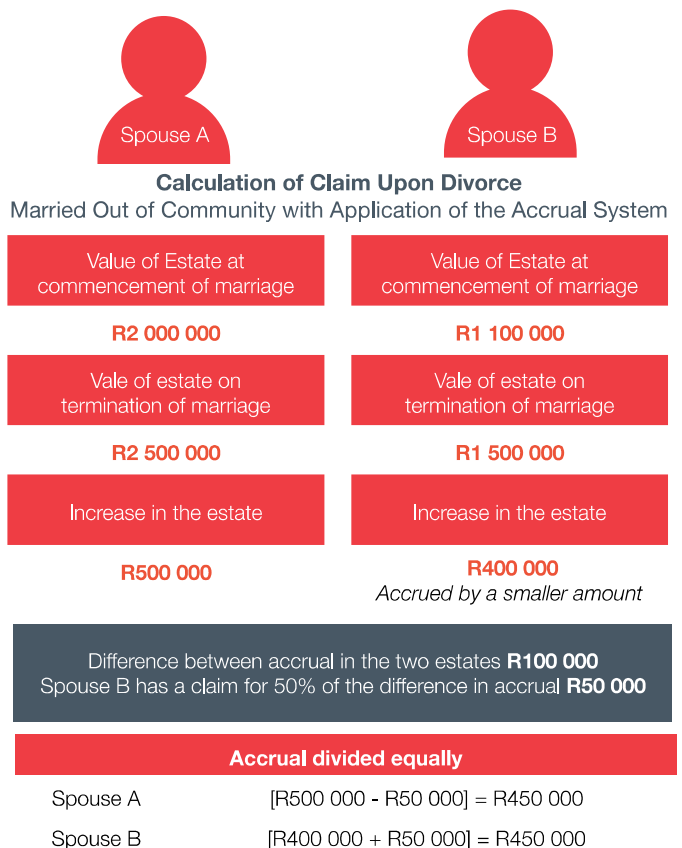 Spouse A
Spouse B
Calculation of Claim Upon Divorce
Married Out of Community with Application of the Accrual System
Value of Estate at
commencement of marriage
Value of Estate at
commencement of marriage
R2 000 000
R1 100 000
Vale of estate on
termination of marriage
Vale of estate on
termination of marriage
R2 500 000
R1 500 000
Increase in the estate
Increase in the estate
R500 000
R400 000
Accrued by a smaller amount
Difference between accrual in the two estates R100 000
Spouse B has a claim for 50% of the difference in accrual R50 000
Accrual divided equally
Spouse A [R500 000 - R50 000] = R450 000
Spouse B [R400 000 + R50 000] = R450 000